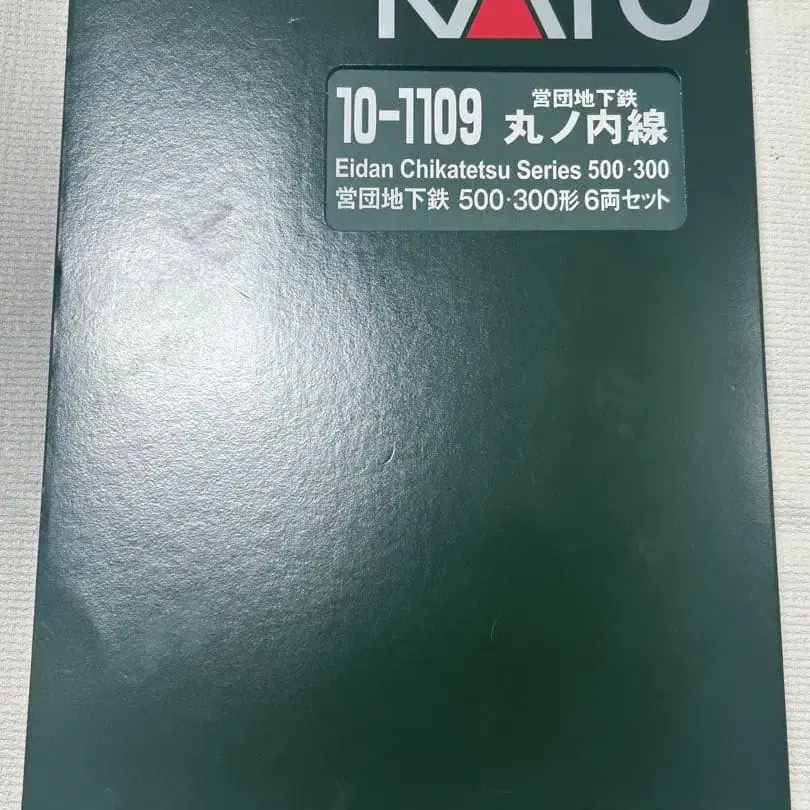 KATO
10-1109
営団地下鉄
丸ノ内線
Eidan Chikatetsu Series 500·300
営団地下鉄 500·300形 6両セット